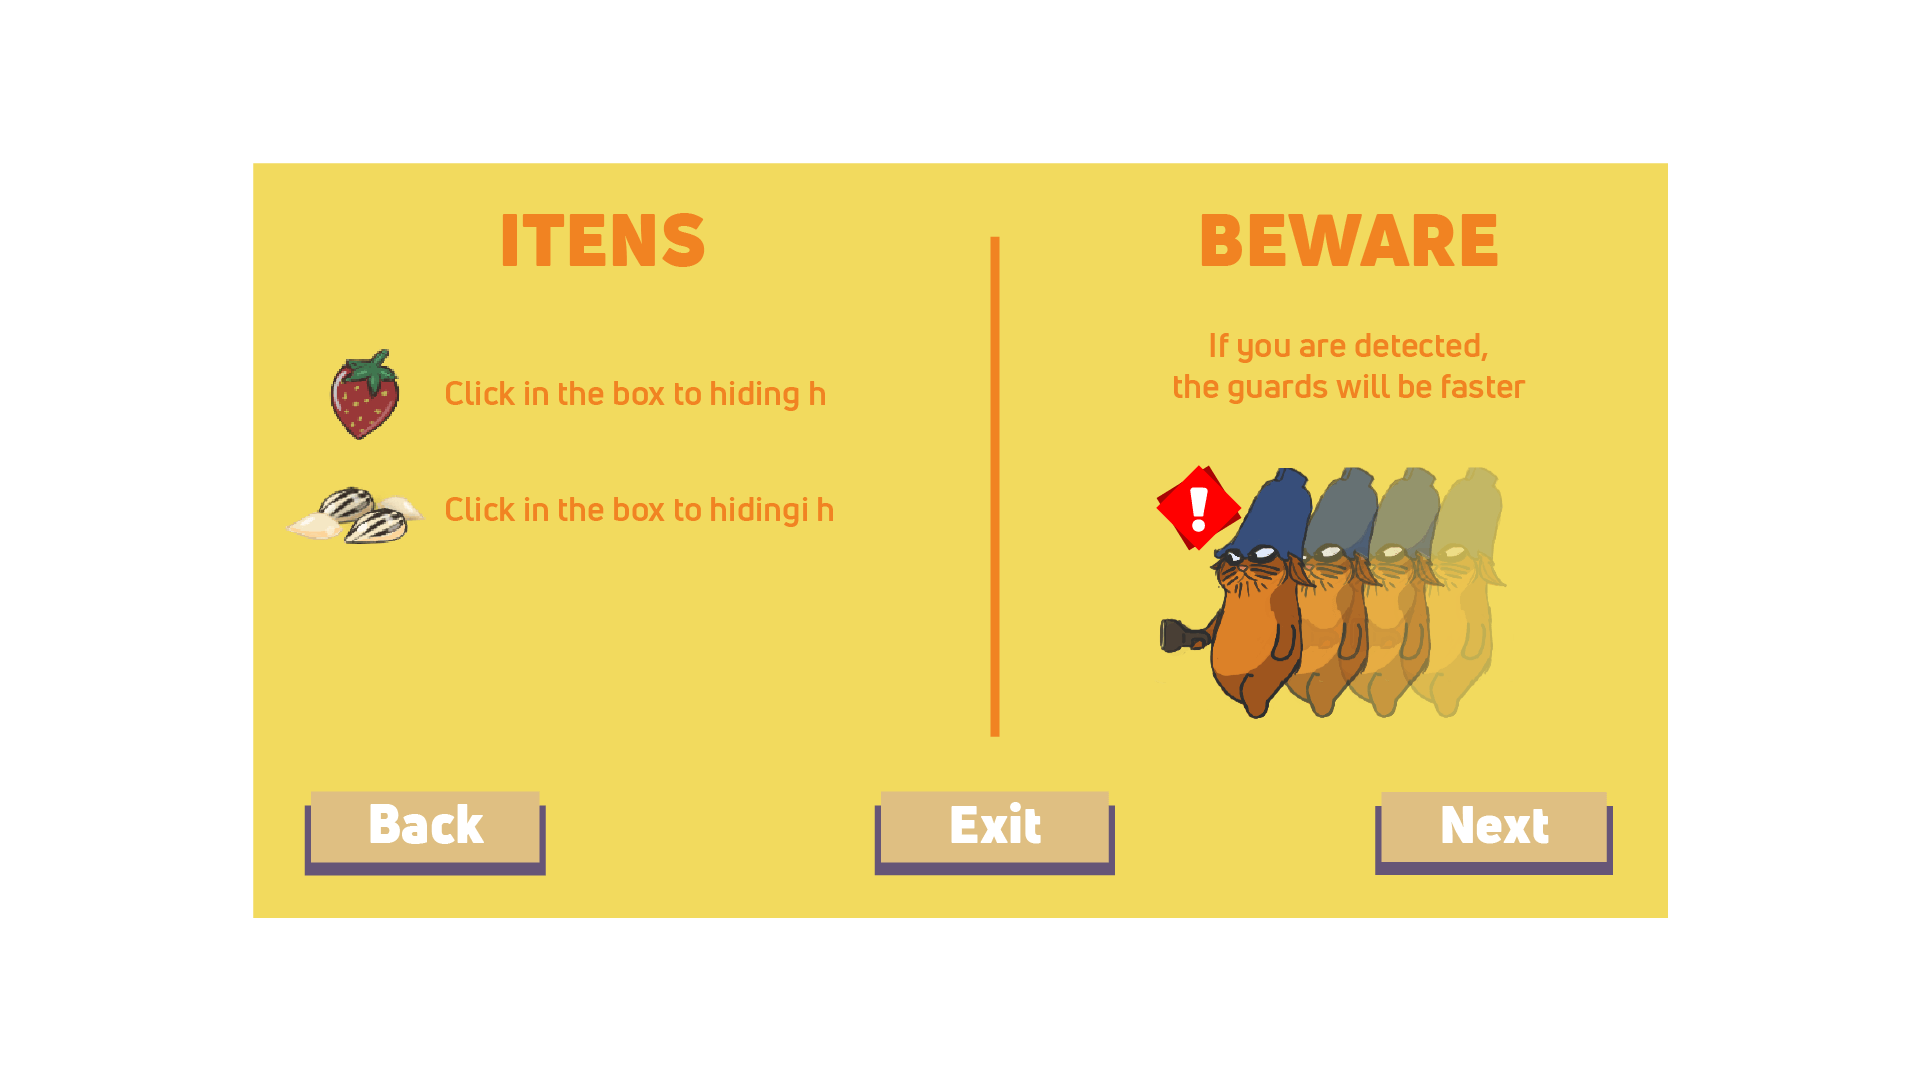 ITENS
Click in the box to hiding h
Click in the box to hidingi h
BEWARE
If you are detected,
the guards will be faster
!
Back
Exit
Next